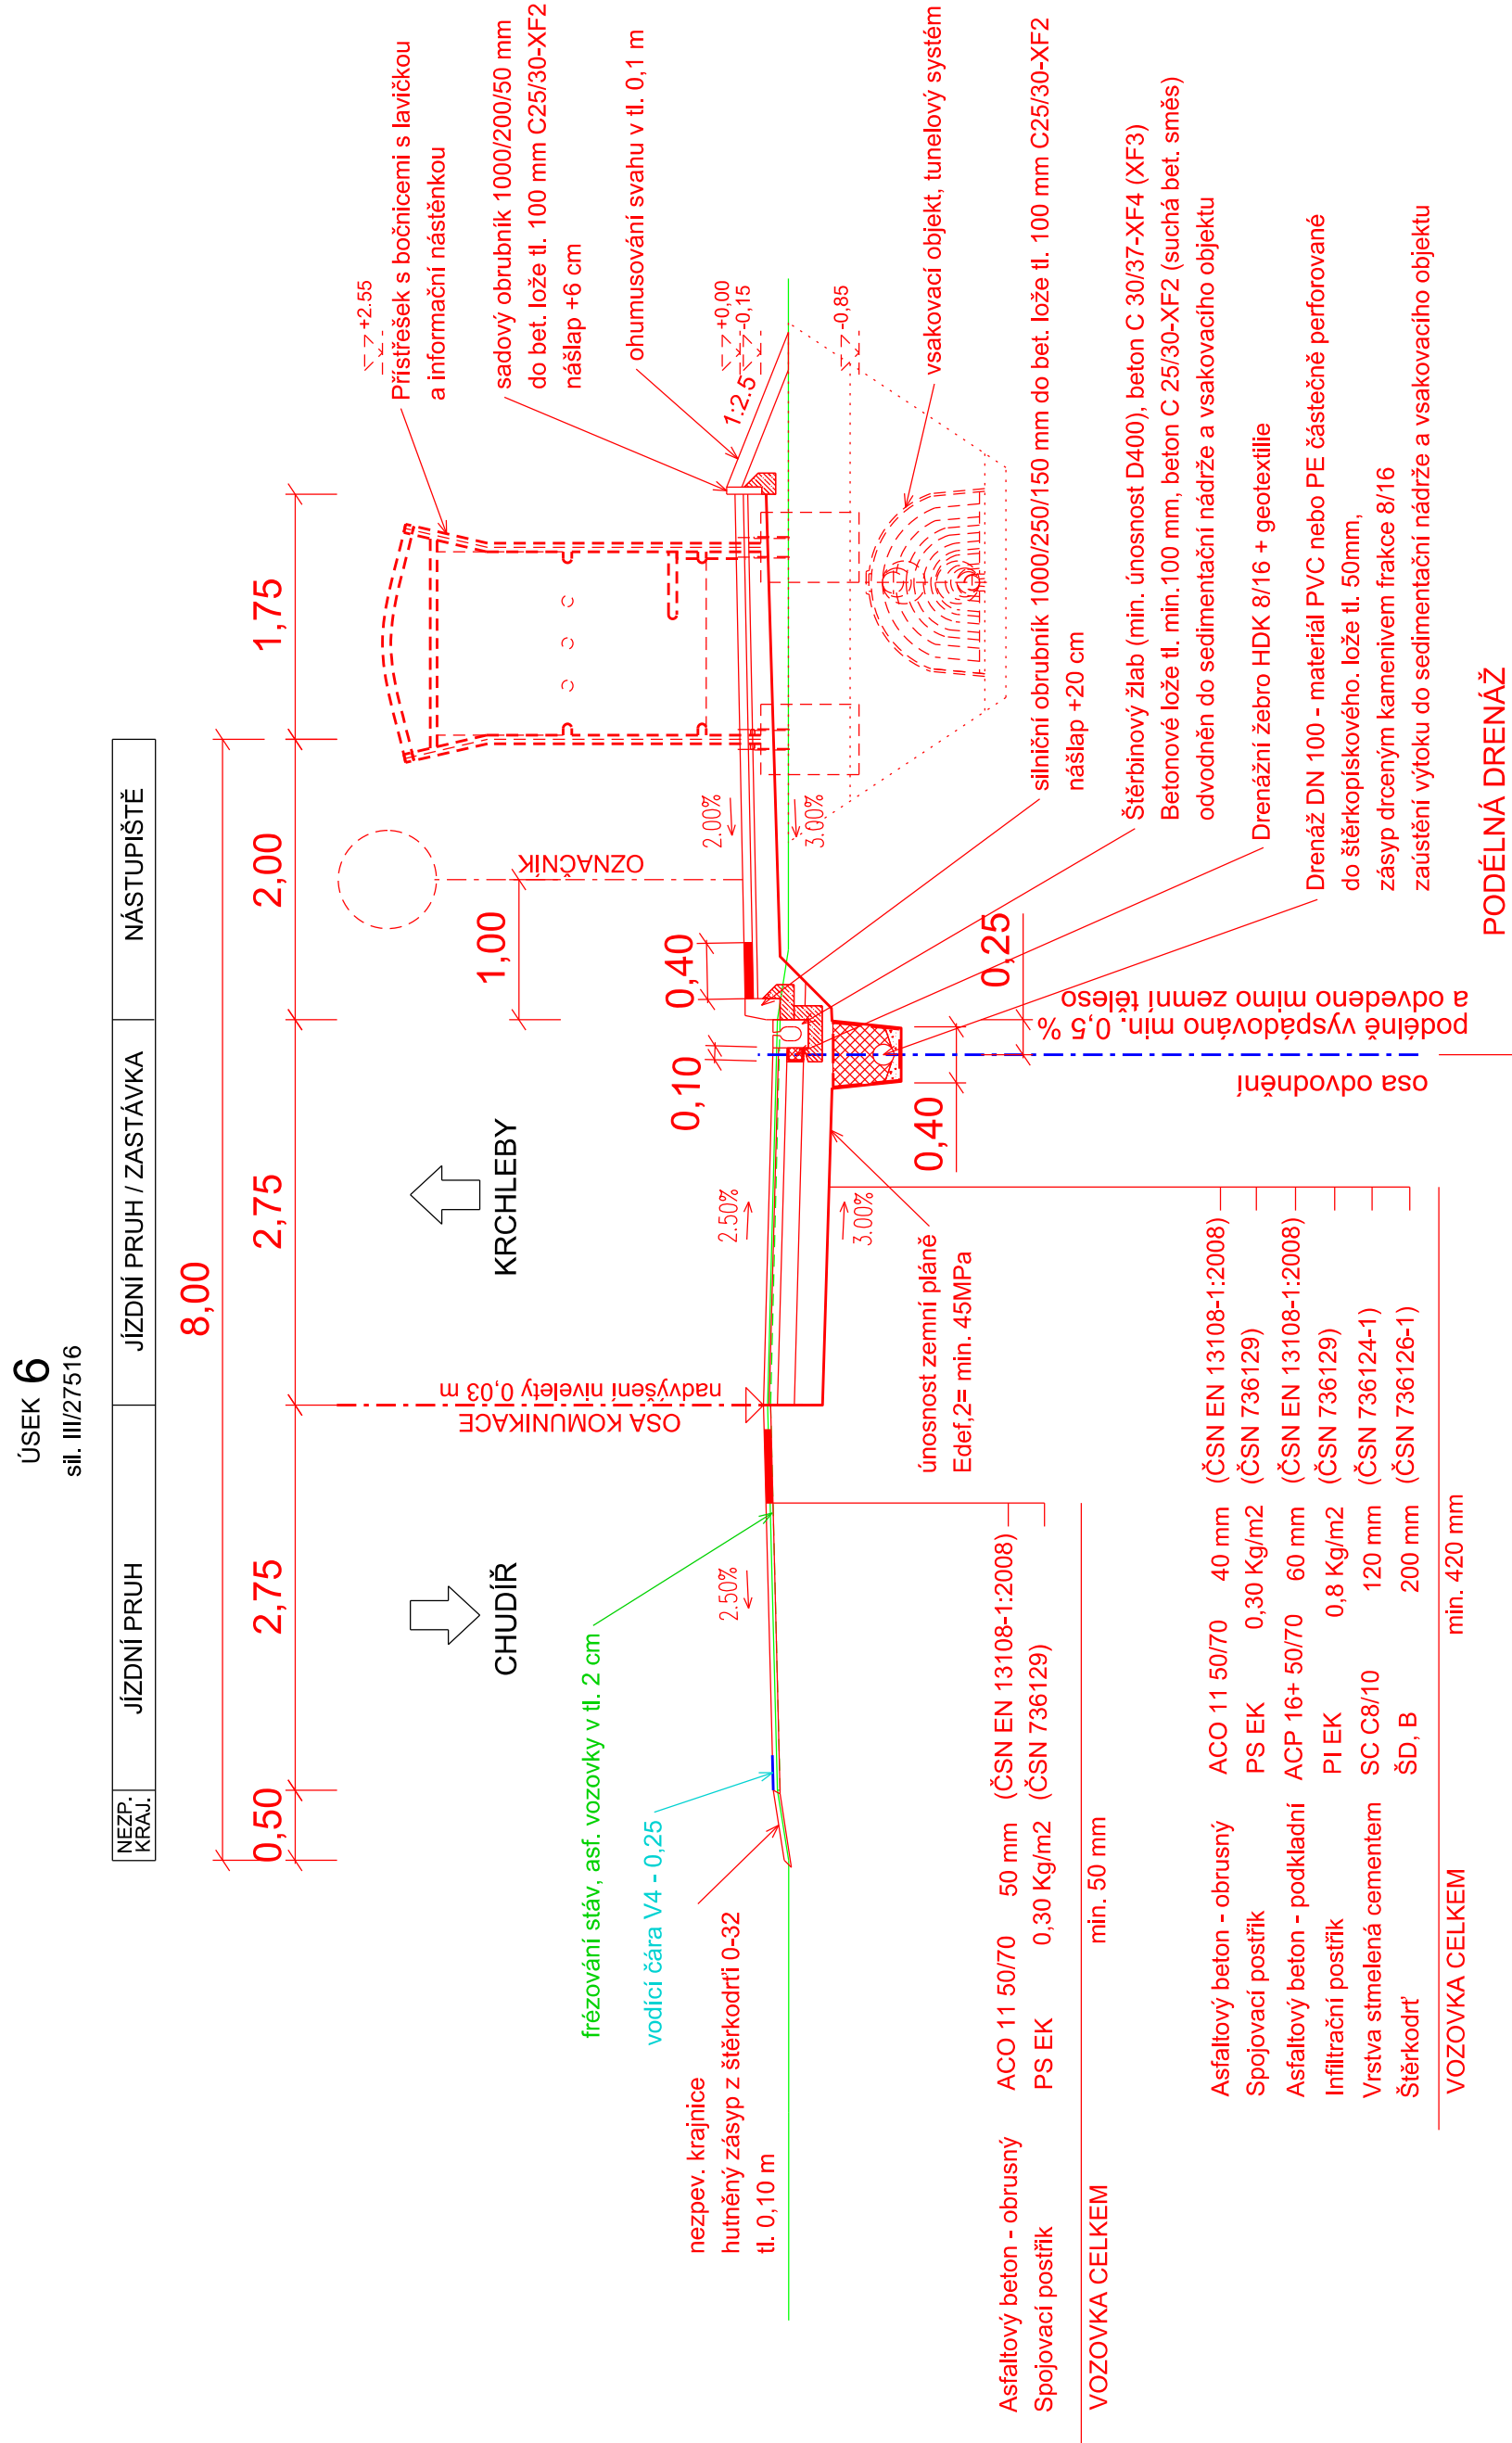 ÚSEK 6
sil. III/27516
NEZP.
KRAJ.
JÍZDNÍ PRUH
JÍZDNÍ PRUH / ZASTÁVKA
NÁSTUPIŠTĚ
8,00
0,50
2,75
2,75
2,00
1,75
CHUDÍŘ
KRCHLEBY
OSA KOMUNIKACE
nadvýšení nivelety 0,03 m
1,00
OZNAČNÍK
+2.55
Přístřešek s bočnicemi s lavičkou
a informační nástěnkou
sadový obrubník 1000/200/50 mm
do bet. lože tl. 100 mm C25/30-XF2
nášlap +6 cm
ohumusování svahu v tl. 0,1 m
+0,00
-0,15
1:2.5
-0,85
frézování stáv, asf. vozovky v tl. 2 cm
vodící čára V4 - 0,25
nezpev. krajnice
hutněný zásyp z štěrkodrti 0-32
tl. 0,10 m
2.50%
2.50%
3.00%
0,10
0,40
2.00%
3.00%
0,40
0,25
únosnost zemní pláně
Edef,2= min. 45MPa
vsakovací objekt, tunelový systém
silniční obrubník 1000/250/150 mm do bet. lože tl. 100 mm C25/30-XF2
nášlap +20 cm
Štěrbinový žlab (min. únosnost D400), beton C 30/37-XF4 (XF3)
Betonové lože tl. min.100 mm, beton C 25/30-XF2 (suchá bet. směs)
odvodněn do sedimentační nádrže a vsakovacího objektu
Drenážní žebro HDK 8/16 + geotextilie
Drenáž DN 100 - materiál PVC nebo PE částečně perforované
do štěrkopískového. lože tl. 50mm,
zásyp drceným kamenivem frakce 8/16
zaústění výtoku do sedimentační nádrže a vsakovacího objektu
podélně vyspádováno min. 0,5 %
a odvedeno mimo zemní těleso
osa odvodnění
PODÉLNÁ DRENÁŽ
Asfaltový beton - obrusný ACO 11 50/70 50 mm (ČSN EN 13108-1:2008)
Spojovací postřik PS EK 0,30 Kg/m2 (ČSN 736129)
VOZOVKA CELKEM min. 50 mm
Asfaltový beton - obrusný ACO 11 50/70 40 mm (ČSN EN 13108-1:2008)
Spojovací postřik PS EK 0,30 Kg/m2 (ČSN 736129)
Asfaltový beton - podkladní ACP 16+ 50/70 60 mm (ČSN EN 13108-1:2008)
Infiltrační postřik PI EK 0,8 Kg/m2 (ČSN 736129)
Vrstva stmelená cementem SC C8/10 120 mm (ČSN 736124-1)
Štěrkodrť ŠD, B 200 mm (ČSN 736126-1)
VOZOVKA CELKEM min. 420 mm